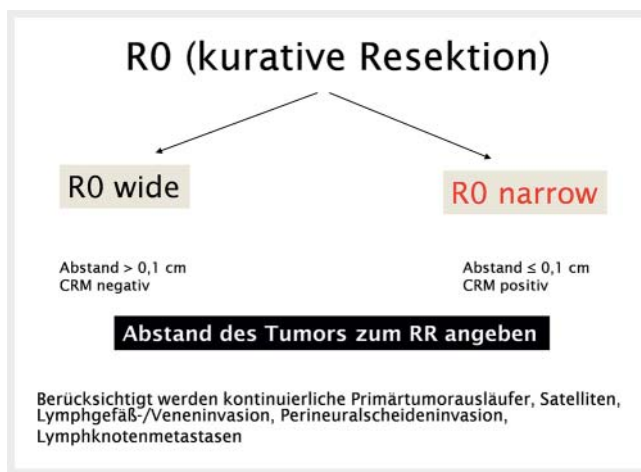 R0 (kurative Resektion)
R0 wide
R0 narrow
Abstand > 0,1 cm
CRM negativ
Abstand ≤ 0,1 cm
CRM positiv
Abstand des Tumors zum RR angeben
Berücksichtigt werden kontinuierliche Primärtumorausläufer, Satelliten,
Lymphgefäß-/Veneninvasion, Perineuralscheideninvasion,
Lymphknotenmetastasen